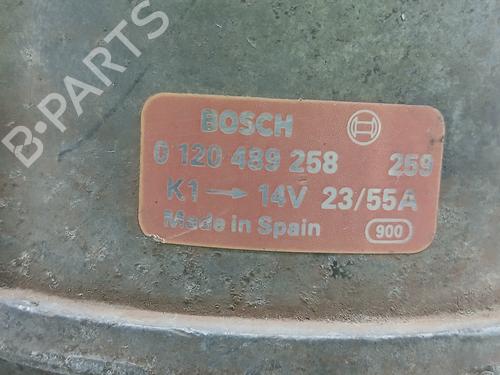 B-PARTS
BOSCH
0 120 489 258 259
K1 → 14V 23/55A
Made in Spain 900